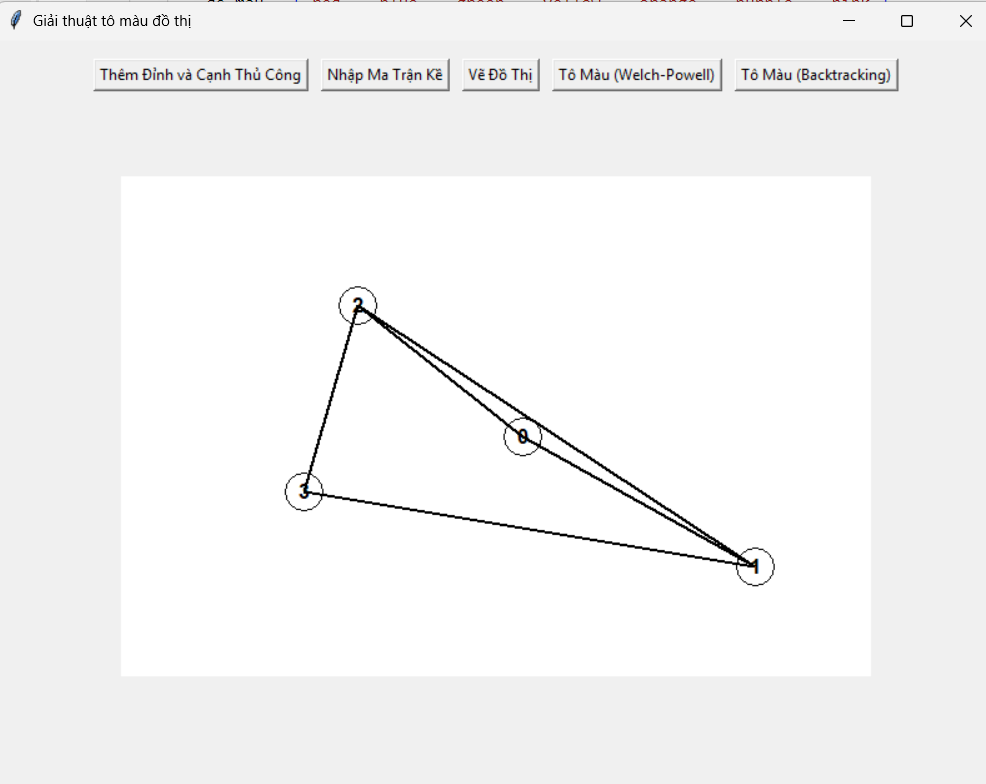 Giải thuật tô màu đồ thị
Thêm Đỉnh và Cạnh Thủ Công Nhập Ma Trận Kề Vẽ Đồ Thị Tô Màu (Welch-Powell) Tô Màu (Backtracking)
2
0
3
1